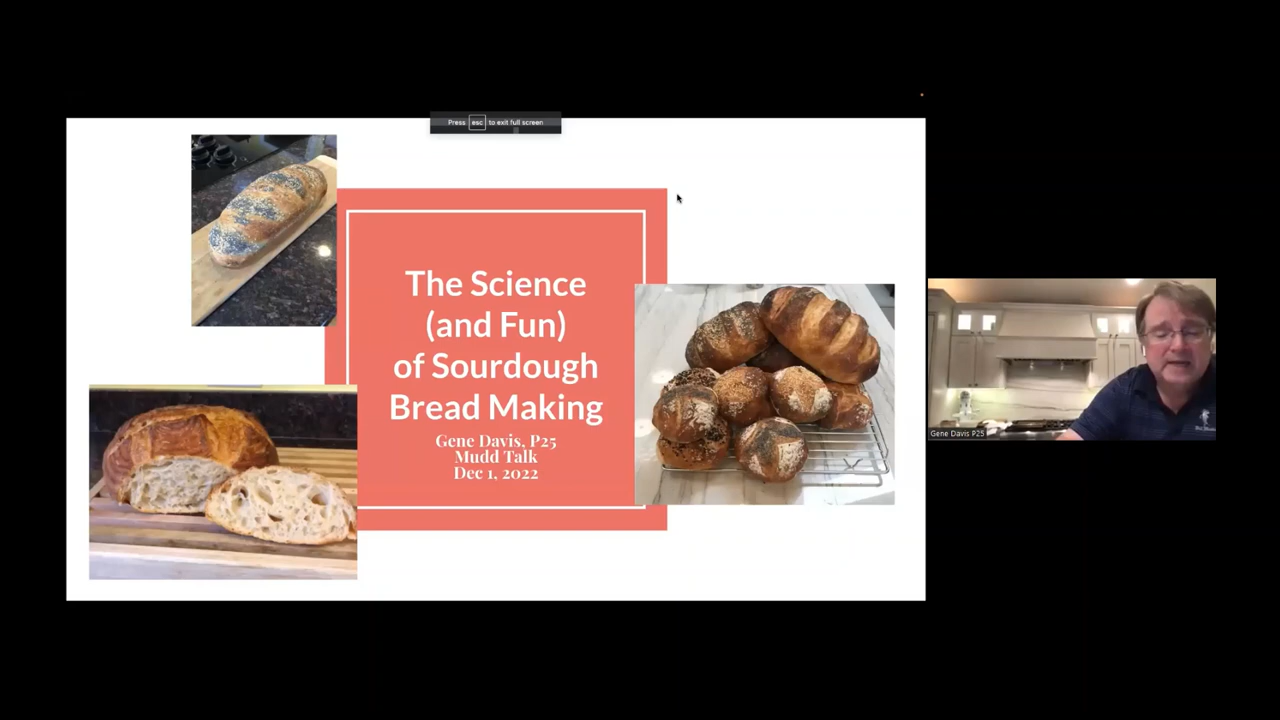 Press esc to exit full screen
The Science
(and Fun)
of Sourdough
Bread Making
Gene Davis, P25
Mudd Talk
Dec 1, 2022
Gene Davis P25